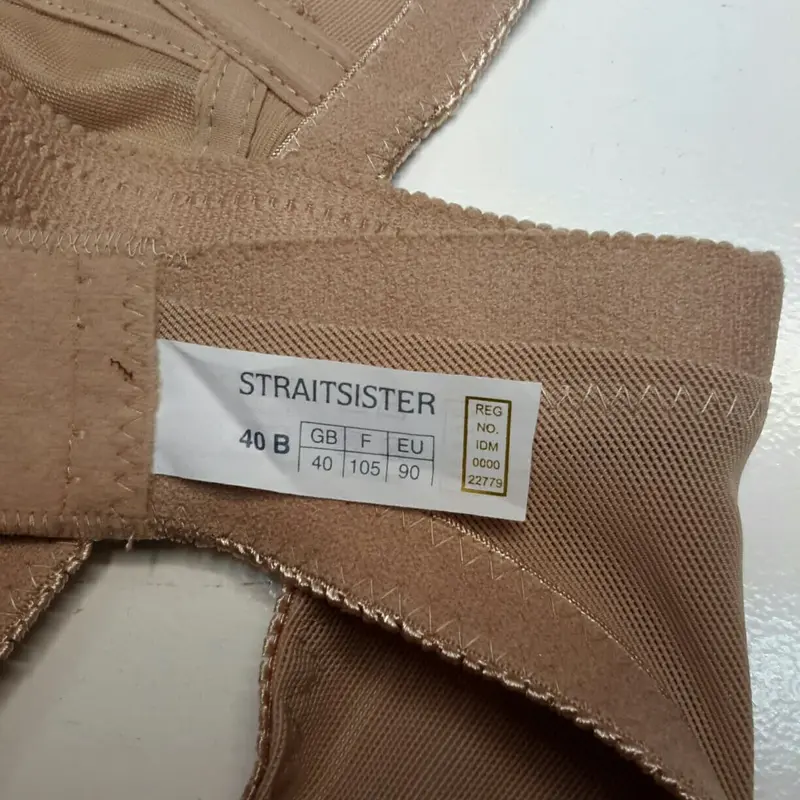 STRAITSISTER
40 B
GB F EU
40 105 90
REG
NO.
IDM
0000
22779